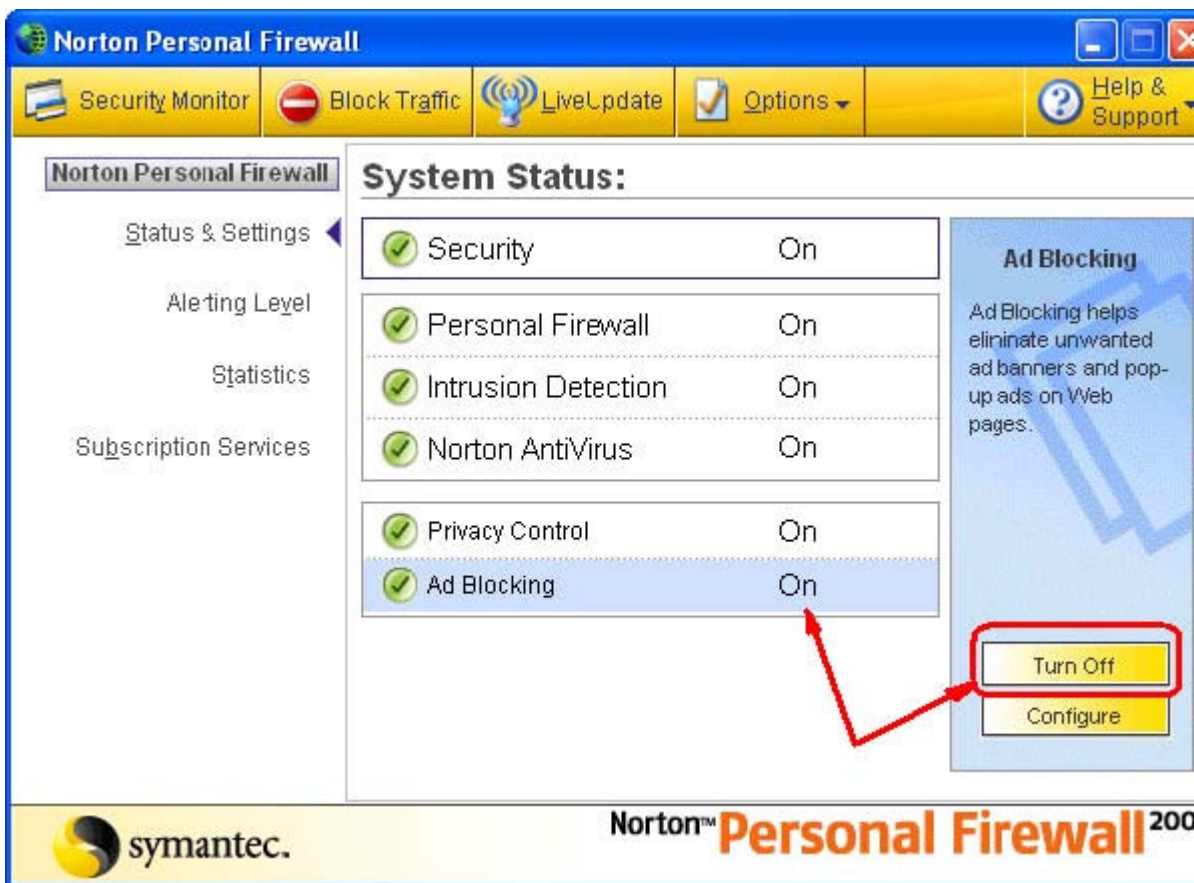 Norton Personal Firewall
Security Monitor
Block Traffic
LiveUpdate
Options
Help &
Support
Norton Personal Firewall
Status & Settings
Alerting Level
Statistics
Subscription Services
System Status:
Security On
Personal Firewall On
Intrusion Detection On
Norton AntiVirus On
Privacy Control On
Ad Blocking On
Ad Blocking
Ad Blocking helps
elininate unwanted
ad banners and pop-
up ads on Web
pages.
Turn Off
Configure
symantec.
Norton™ Personal Firewall 200